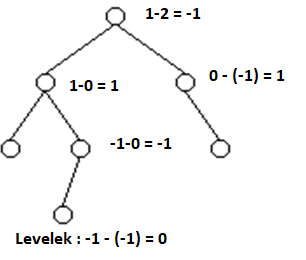 1-2 = -1
0 - (-1) = 1
1-0 = 1
-1-0 = -1
Levelek : -1 - (-1) = 0